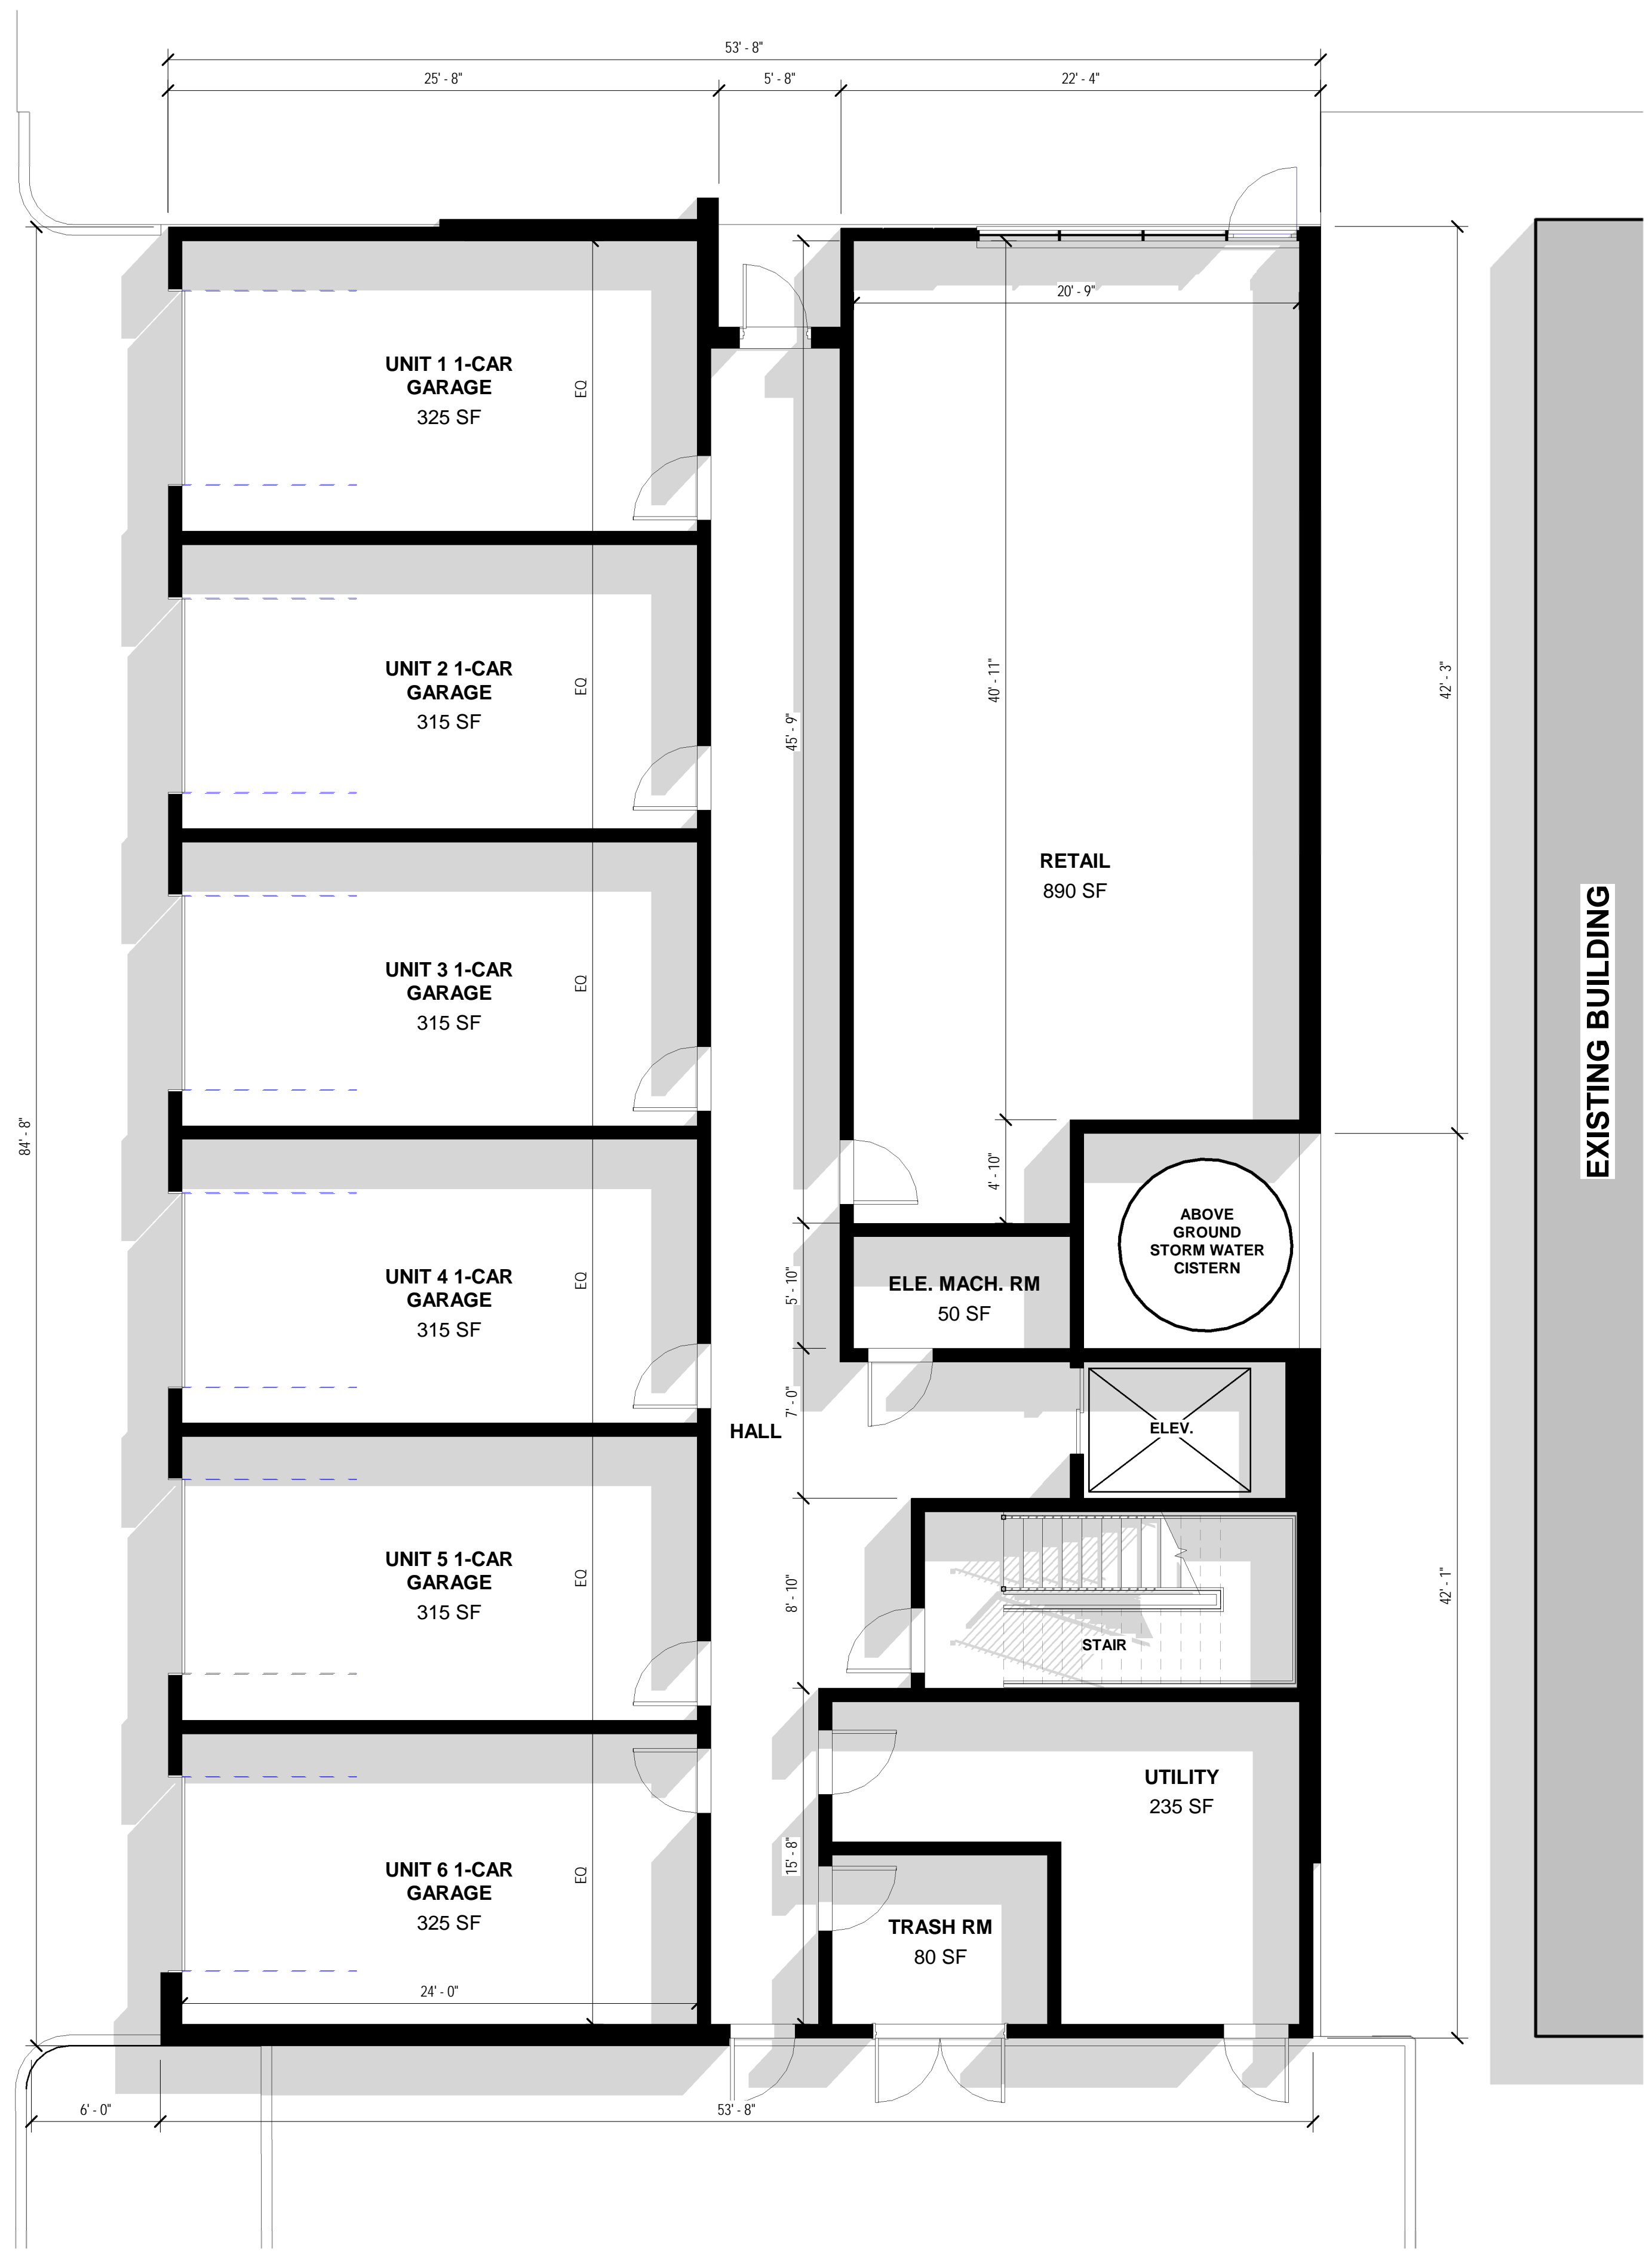 53' - 8"
25' - 8"
5' - 8"
22' - 4"
20' - 9"
UNIT 1 1-CAR
GARAGE
325 SF
EQ
UNIT 2 1-CAR
GARAGE
315 SF
EQ
45' - 9"
40' - 11"
42' - 3"
RETAIL
890 SF
EXISTING BUILDING
UNIT 3 1-CAR
GARAGE
315 SF
EQ
84' - 8"
4' - 10"
ABOVE
GROUND
STORM WATER
CISTERN
UNIT 4 1-CAR
GARAGE
315 SF
EQ
5' - 10"
ELE. MACH. RM
50 SF
7' - 0"
HALL
ELEV.
UNIT 5 1-CAR
GARAGE
315 SF
EQ
8' - 10"
42' - 1"
STAIR
UTILITY
235 SF
UNIT 6 1-CAR
GARAGE
325 SF
EQ
15' - 8"
TRASH RM
80 SF
24' - 0"
6' - 0"
53' - 8"